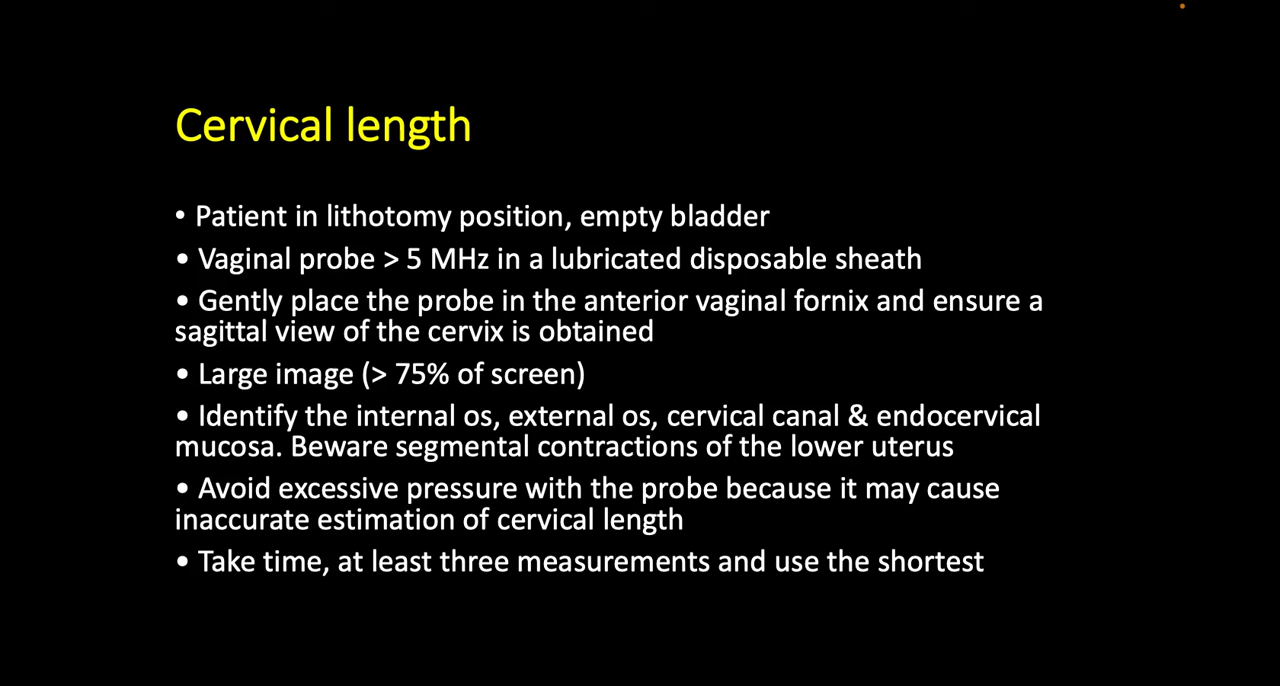 Cervical length
• Patient in lithotomy position, empty bladder
• Vaginal probe > 5 MHz in a lubricated disposable sheath
• Gently place the probe in the anterior vaginal fornix and ensure a
sagittal view of the cervix is obtained
• Large image (> 75% of screen)
• Identify the internal os, external os, cervical canal & endocervical
mucosa. Beware segmental contractions of the lower uterus
• Avoid excessive pressure with the probe because it may cause
inaccurate estimation of cervical length
• Take time, at least three measurements and use the shortest